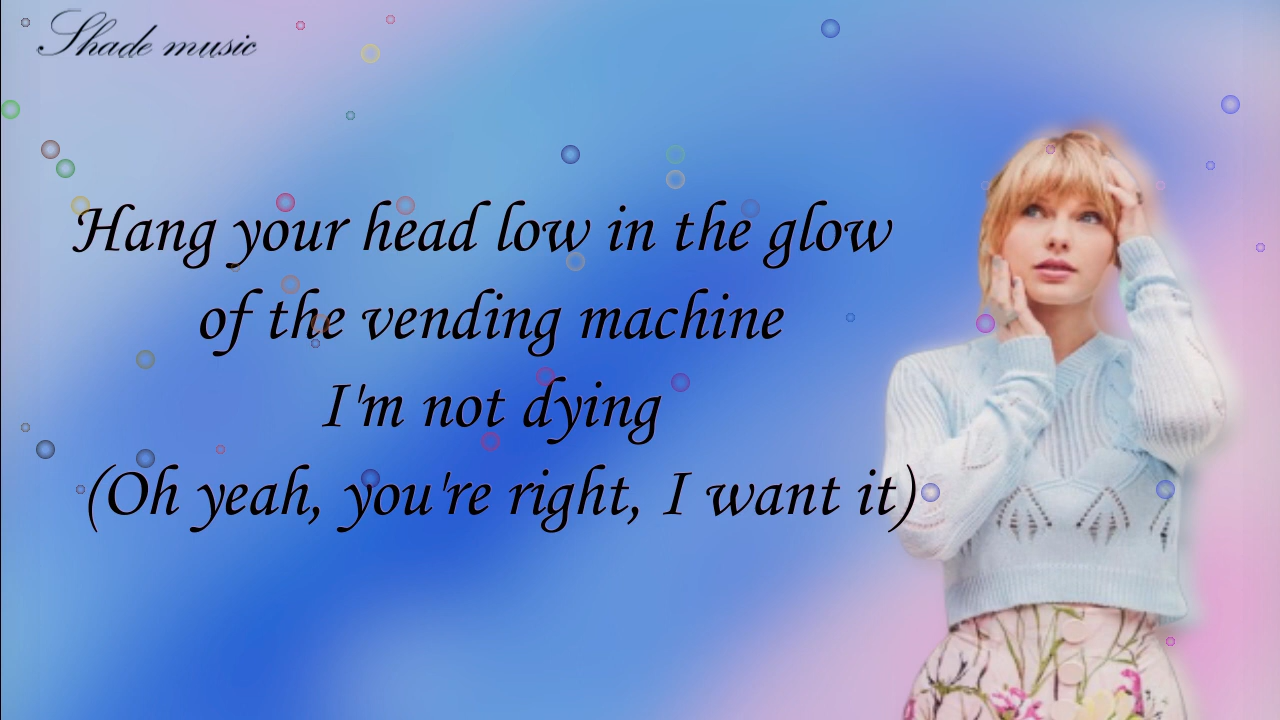 Shade music
Hang your head low in the glow
of the vending machine
I'm not dying
(Oh yeah, you're right, I want it)